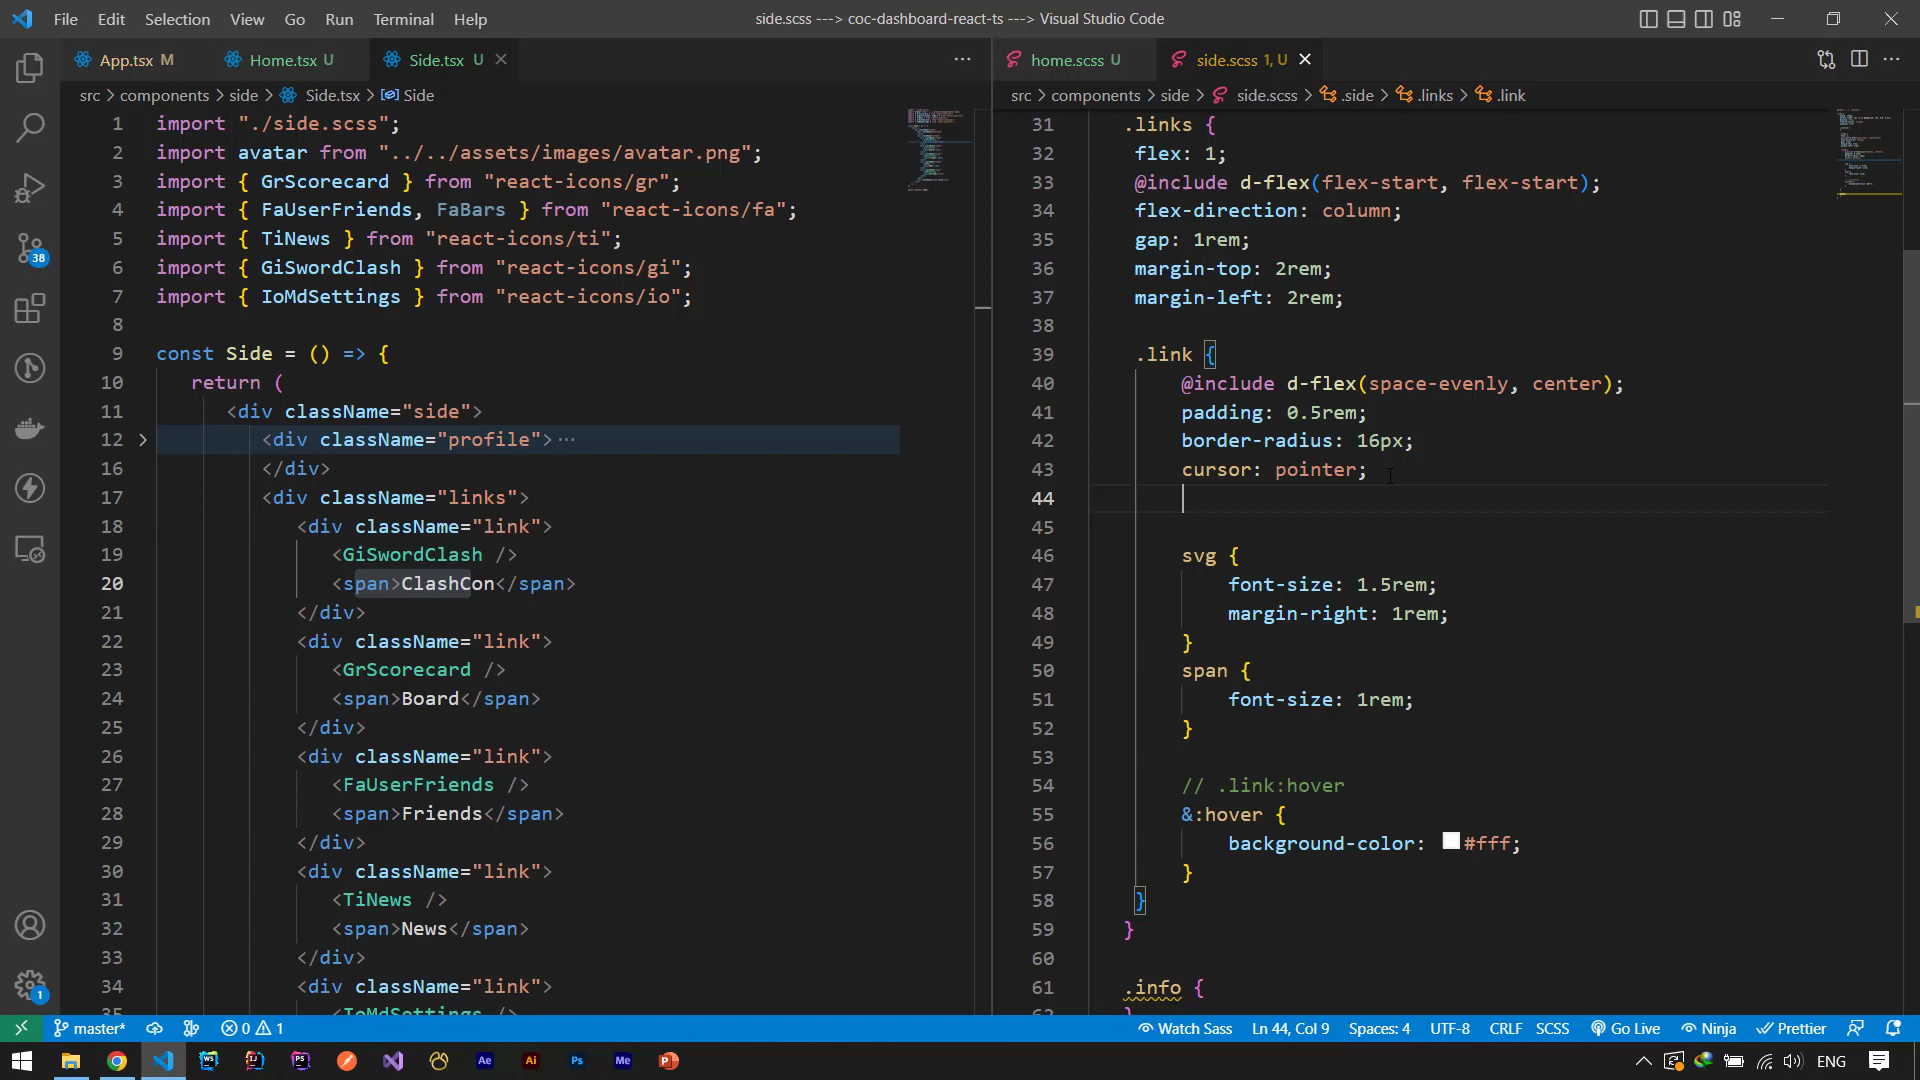 File Edit Selection View Go Run Terminal Help
side.scss ---> coc-dashboard-react-ts ---> Visual Studio Code
App.tsx M
Home.tsx U
Side.tsx U
home.scss U
side.scss 1, U
src > components > side > Side.tsx > Side
src > components > side > side.scss > .side > .links > .link
1 import "./side.scss";
2 import avatar from "../../assets/images/avatar.png";
3 import { GrScorecard } from "react-icons/gr";
4 import { FaUserFriends, FaBars } from "react-icons/fa";
5 import { TiNews } from "react-icons/ti";
6 import { GiSwordClash } from "react-icons/gi";
7 import { IoMdSettings } from "react-icons/io";
8
9 const Side = () => {
10 return (
11 <div className="side">
12 <div className="profile"> ...
16 </div>
17 <div className="links">
18 <div className="link">
19 <GiSwordClash />
20 <span>ClashCon</span>
21 </div>
22 <div className="link">
23 <GrScorecard />
24 <span>Board</span>
25 </div>
26 <div className="link">
27 <FaUserFriends />
28 <span>Friends</span>
29 </div>
30 <div className="link">
31 <TiNews />
32 <span>News</span>
33 </div>
34 <div className="link">
35 <IoMdSettings />
31 .links {
32 flex: 1;
33 @include d-flex(flex-start, flex-start);
34 flex-direction: column;
35 gap: 1rem;
36 margin-top: 2rem;
37 margin-left: 2rem;
38
39 .link {
40 @include d-flex(space-evenly, center);
41 padding: 0.5rem;
42 border-radius: 16px;
43 cursor: pointer;
44
45
46 svg {
47 font-size: 1.5rem;
48 margin-right: 1rem;
49 }
50 span {
51 font-size: 1rem;
52 }
53
54 // .link:hover
55 &:hover {
56 background-color: #fff;
57 }
58 }
59 }
60
61 .info {
62 }
38
1
master* 0 1
Watch Sass Ln 44, Col 9 Spaces: 4 UTF-8 CRLF SCSS Go Live Ninja Prettier
WS IJ PS Ae Ai Ps Me P
ENG